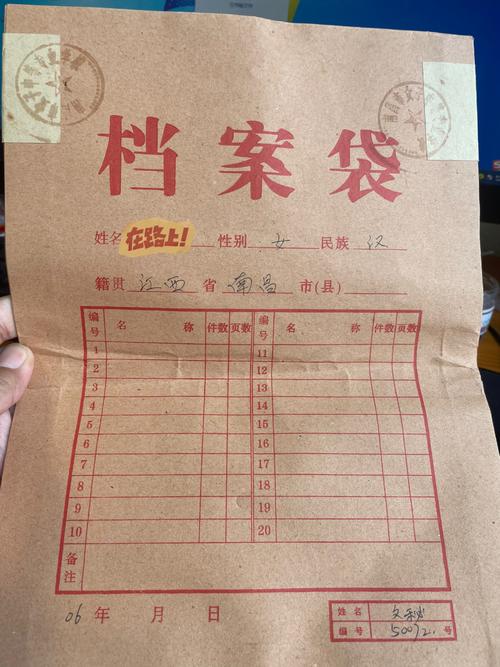 档案袋
姓名 在路上! 性别 女 民族 汉
籍贯 江西 省 南昌 市(县)
编号 名称 件数 页数 编号 名称 件数 页数
1 11
2 12
3 13
4 14
5 15
6 16
7 17
8 18
9 19
10 20
备注
06 年 月 日
姓名 文秘
编号 50072 号